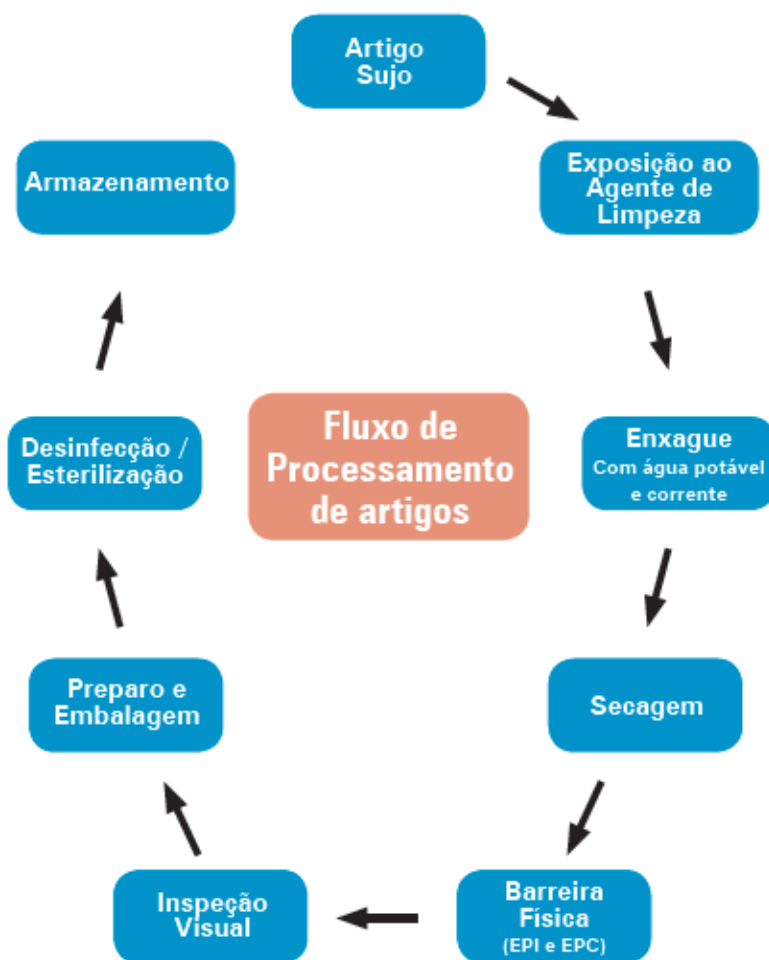 Artigo
Sujo
Exposição ao
Agente de
Limpeza
Enxague
Com água potável
e corrente
Secagem
Barreira
Física
(EPI e EPC)
Inspeção
Visual
Preparo e
Embalagem
Desinfecção /
Esterilização
Armazenamento
Fluxo de
Processamento
de artigos